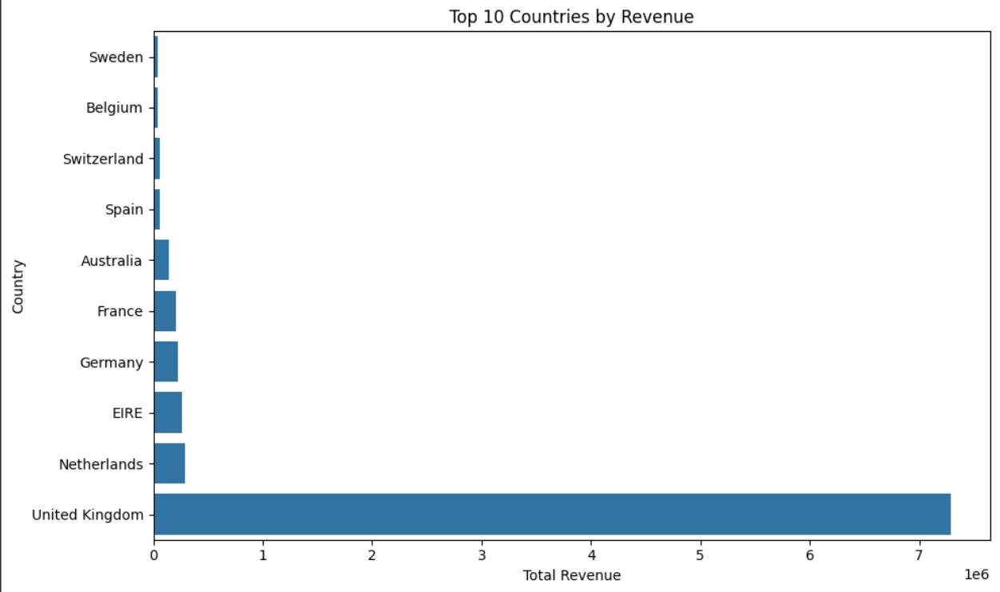 Top 10 Countries by Revenue
Sweden
Belgium
Switzerland
Spain
Australia
France
Germany
EIRE
Netherlands
United Kingdom
Country
0 1 2 3 4 5 6 7
1e6
Total Revenue